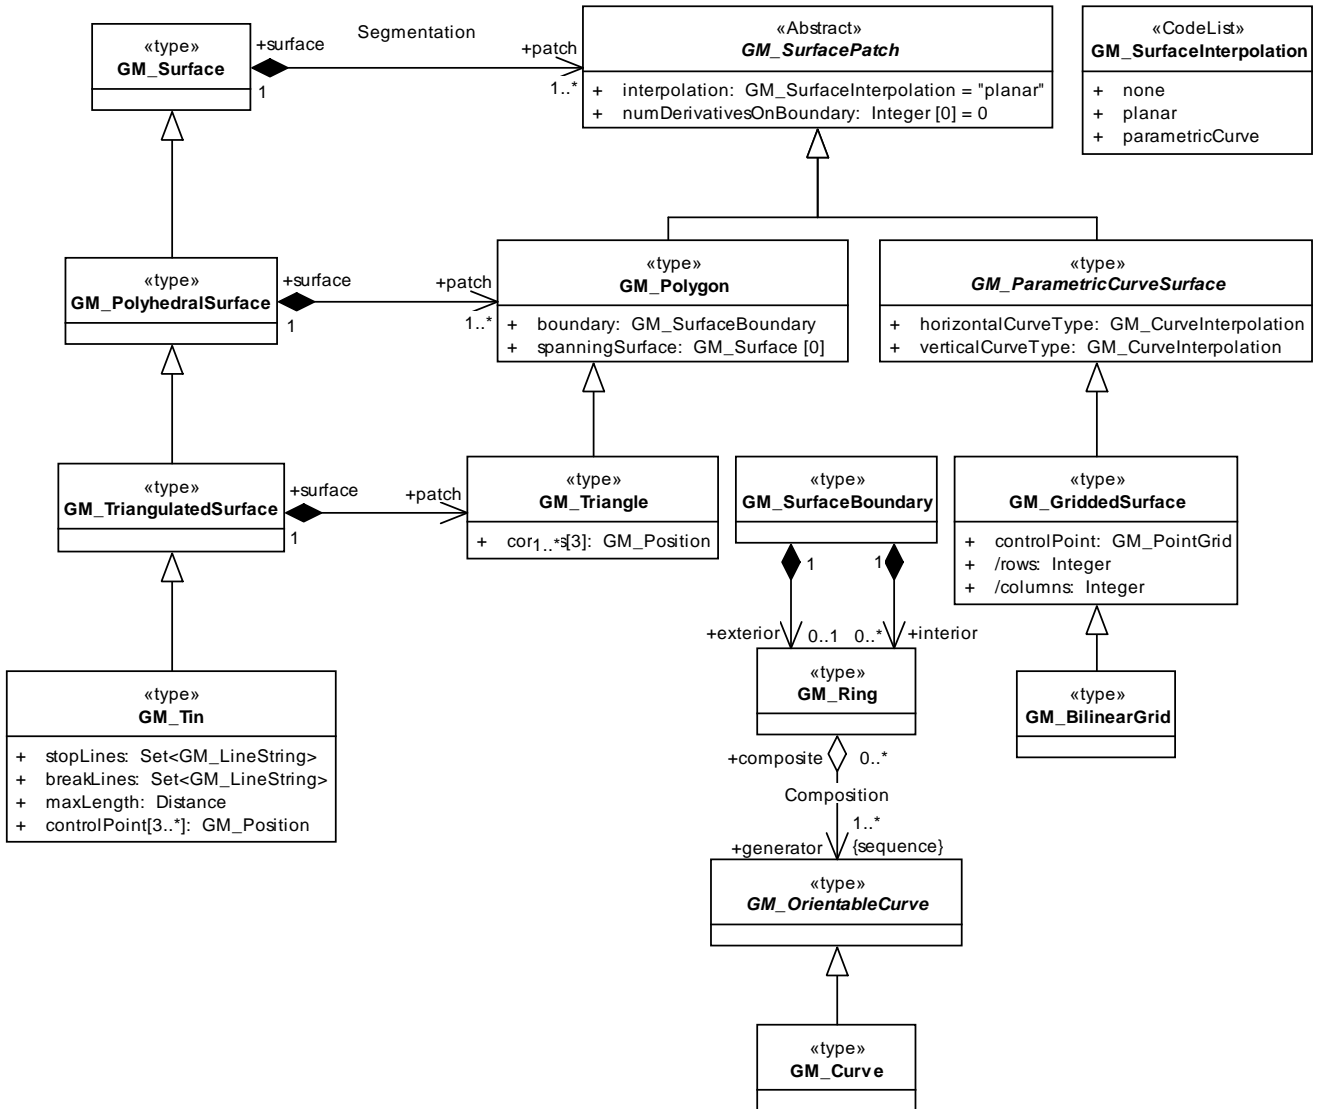 «type»
GM_Surface
+surface
1
Segmentation
+patch
1..*
«Abstract»
GM_SurfacePatch
+ interpolation: GM_SurfaceInterpolation = "planar"
+ numDerivativesOnBoundary: Integer [0] = 0
«CodeList»
GM_SurfaceInterpolation
+ none
+ planar
+ parametricCurve
«type»
GM_PolyhedralSurface
+surface
1
+patch
1..*
«type»
GM_Polygon
+ boundary: GM_SurfaceBoundary
+ spanningSurface: GM_Surface [0]
«type»
GM_ParametricCurveSurface
+ horizontalCurveType: GM_CurveInterpolation
+ verticalCurveType: GM_CurveInterpolation
«type»
GM_TriangulatedSurface
+surface
1
+patch
1..*
«type»
GM_Triangle
+ [3]: GM_Position
«type»
GM_SurfaceBoundary
1
1
+exterior
0..1
0..*
+interior
«type»
GM_GriddedSurface
+ controlPoint: GM_PointGrid
+ /rows: Integer
+ /columns: Integer
«type»
GM_Tin
+ stopLines: Set<GM_LineString>
+ breakLines: Set<GM_LineString>
+ maxLength: Distance
+ controlPoint[3..*]: GM_Position
«type»
GM_Ring
+composite
0..*
Composition
1..*
+generator
{sequence}
«type»
GM_BilinearGrid
«type»
GM_OrientableCurve
«type»
GM_Curve